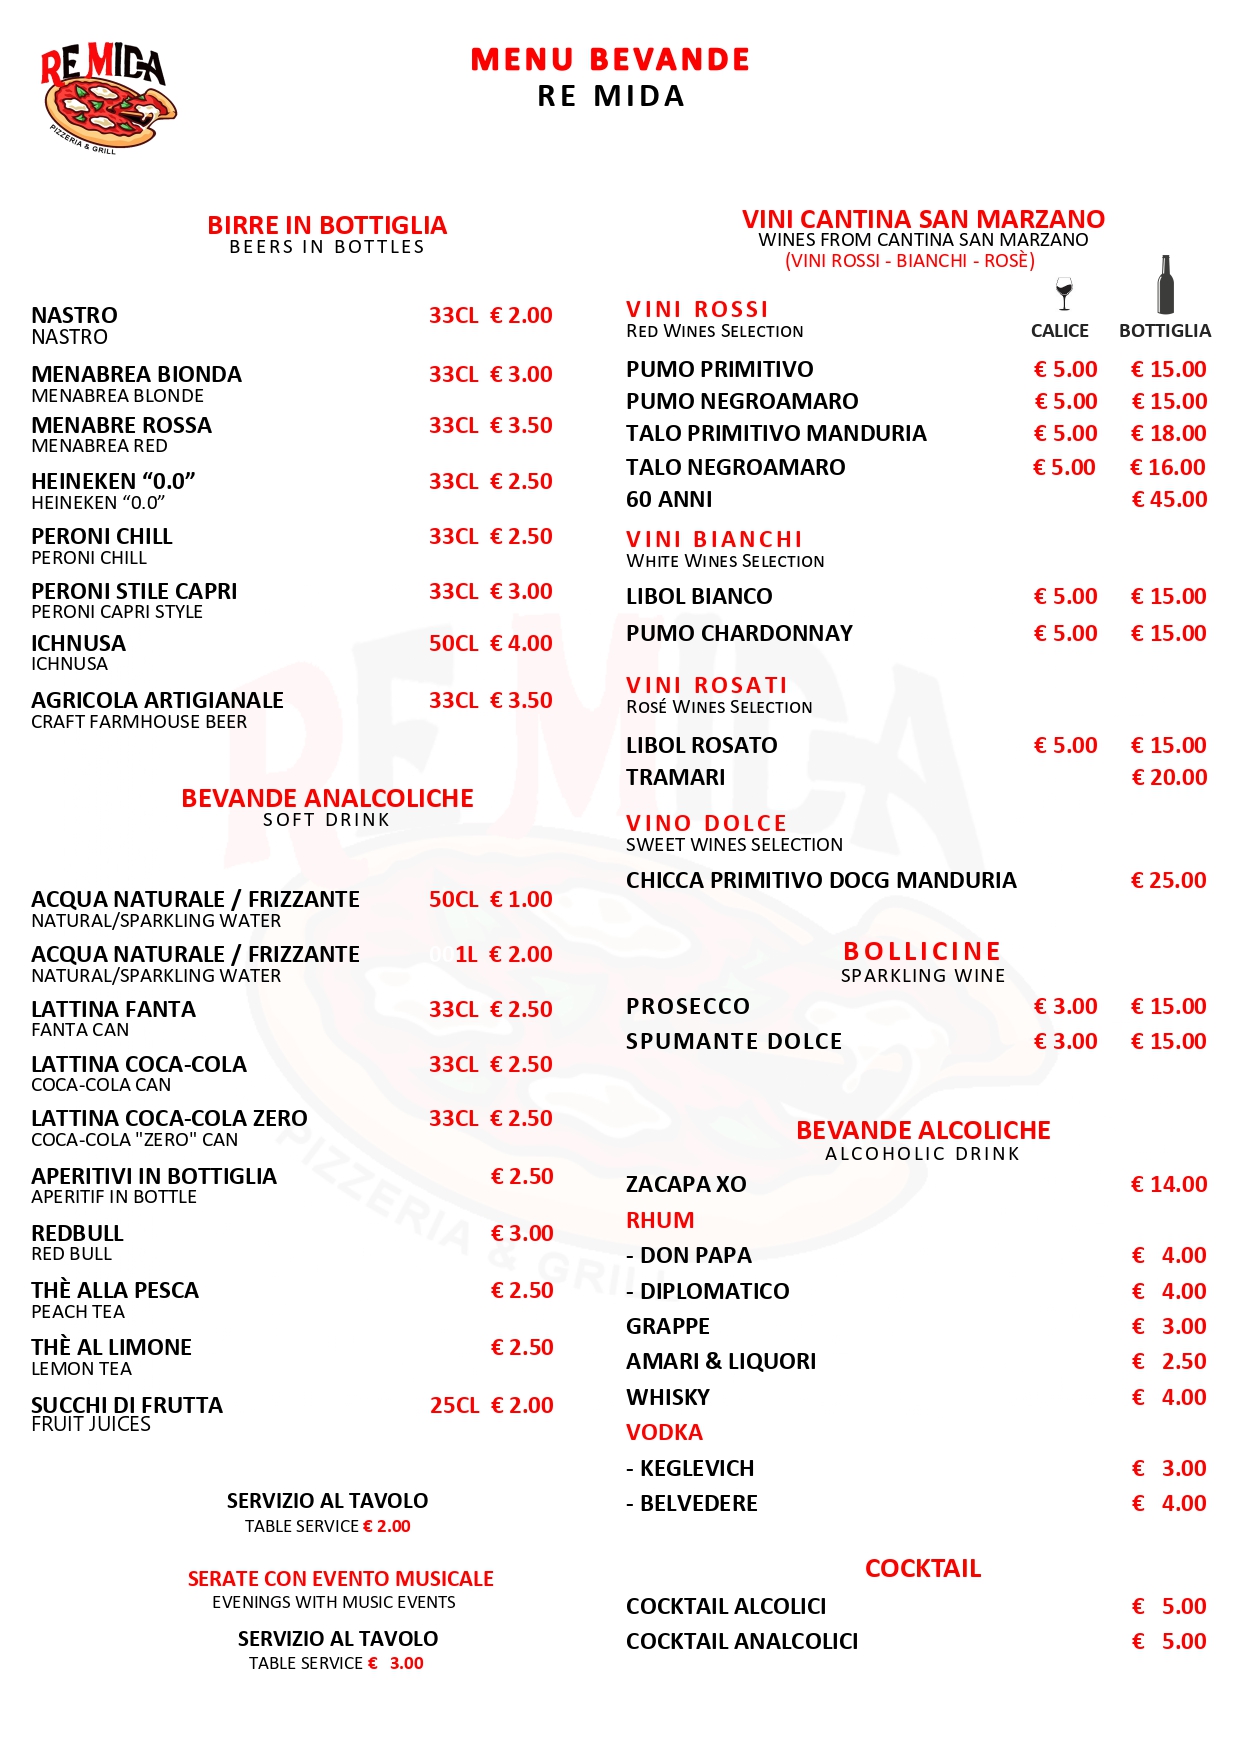 RE MIDA
PIZZERIA & GRILL
MENU BEVANDE
RE MIDA
BIRRE IN BOTTIGLIA
BEERS IN BOTTLES
NASTRO 33CL € 2.00
NASTRO
MENABREA BIONDA 33CL € 3.00
MENABREA BLONDE
MENABRE ROSSA 33CL € 3.50
MENABREA RED
HEINEKEN “0.0” 33CL € 2.50
HEINEKEN “0.0”
PERONI CHILL 33CL € 2.50
PERONI CHILL
PERONI STILE CAPRI 33CL € 3.00
PERONI CAPRI STYLE
ICHNUSA 50CL € 4.00
ICHNUSA
AGRICOLA ARTIGIANALE 33CL € 3.50
CRAFT FARMHOUSE BEER
BEVANDE ANALCOLICHE
SOFT DRINK
ACQUA NATURALE / FRIZZANTE 50CL € 1.00
NATURAL/SPARKLING WATER
ACQUA NATURALE / FRIZZANTE 001L € 2.00
NATURAL/SPARKLING WATER
LATTINA FANTA 33CL € 2.50
FANTA CAN
LATTINA COCA-COLA 33CL € 2.50
COCA-COLA CAN
LATTINA COCA-COLA ZERO 33CL € 2.50
COCA-COLA "ZERO" CAN
APERITIVI IN BOTTIGLIA € 2.50
APERITIF IN BOTTLE
REDBULL € 3.00
RED BULL
THÈ ALLA PESCA € 2.50
PEACH TEA
THÈ AL LIMONE € 2.50
LEMON TEA
SUCCHI DI FRUTTA 25CL € 2.00
FRUIT JUICES
SERVIZIO AL TAVOLO
TABLE SERVICE € 2.00
SERATE CON EVENTO MUSICALE
EVENINGS WITH MUSIC EVENTS
SERVIZIO AL TAVOLO
TABLE SERVICE € 3.00
VINI CANTINA SAN MARZANO
WINES FROM CANTINA SAN MARZANO
(VINI ROSSI - BIANCHI - ROSÈ)
VINI ROSSI
RED WINES SELECTION CALICE BOTTIGLIA
PUMO PRIMITIVO € 5.00 € 15.00
PUMO NEGROAMARO € 5.00 € 15.00
TALO PRIMITIVO MANDURIA € 5.00 € 18.00
TALO NEGROAMARO € 5.00 € 16.00
60 ANNI € 45.00
VINI BIANCHI
WHITE WINES SELECTION
LIBOL BIANCO € 5.00 € 15.00
PUMO CHARDONNAY € 5.00 € 15.00
VINI ROSATI
ROSÉ WINES SELECTION
LIBOL ROSATO € 5.00 € 15.00
TRAMARI € 20.00
VINO DOLCE
SWEET WINES SELECTION
CHICCA PRIMITIVO DOCG MANDURIA € 25.00
BOLLICINE
SPARKLING WINE
PROSECCO € 3.00 € 15.00
SPUMANTE DOLCE € 3.00 € 15.00
BEVANDE ALCOLICHE
ALCOHOLIC DRINK
ZACAPA XO € 14.00
RHUM
- DON PAPA € 4.00
- DIPLOMATICO € 4.00
GRAPPE € 3.00
AMARI & LIQUORI € 2.50
WHISKY € 4.00
VODKA
- KEGLEVICH € 3.00
- BELVEDERE € 4.00
COCKTAIL
COCKTAIL ALCOLICI € 5.00
COCKTAIL ANALCOLICI € 5.00
RE MIDA
PIZZERIA & GRILL